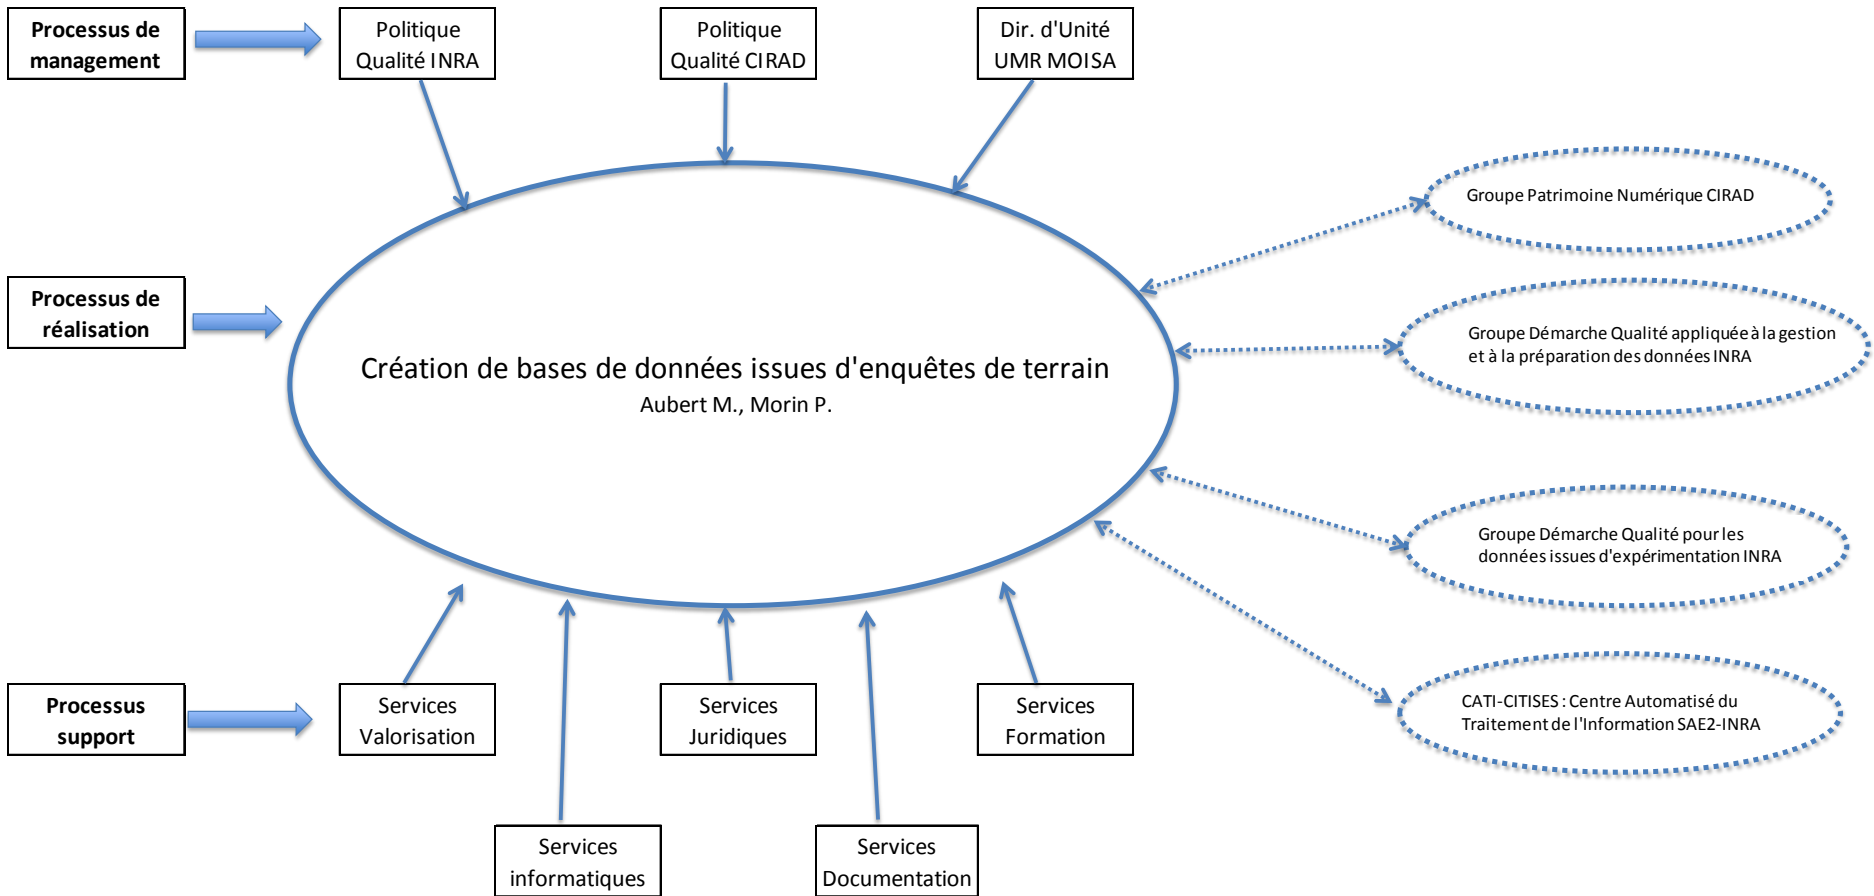 Processus de
management
Politique
Qualité INRA
Politique
Qualité CIRAD
Dir. d'Unité
UMR MOISA
Groupe Patrimoine Numérique CIRAD
Processus de
réalisation
Groupe Démarche Qualité appliquée à la gestion
et à la préparation des données INRA
Création de bases de données issues d'enquêtes de terrain
Aubert M., Morin P.
Groupe Démarche Qualité pour les
données issues d'expérimentation INRA
Processus
support
Services
Valorisation
Services
Juridiques
Services
Formation
CATI-CITISES : Centre Automatisé du
Traitement de l'Information SAE2-INRA
Services
informatiques
Services
Documentation